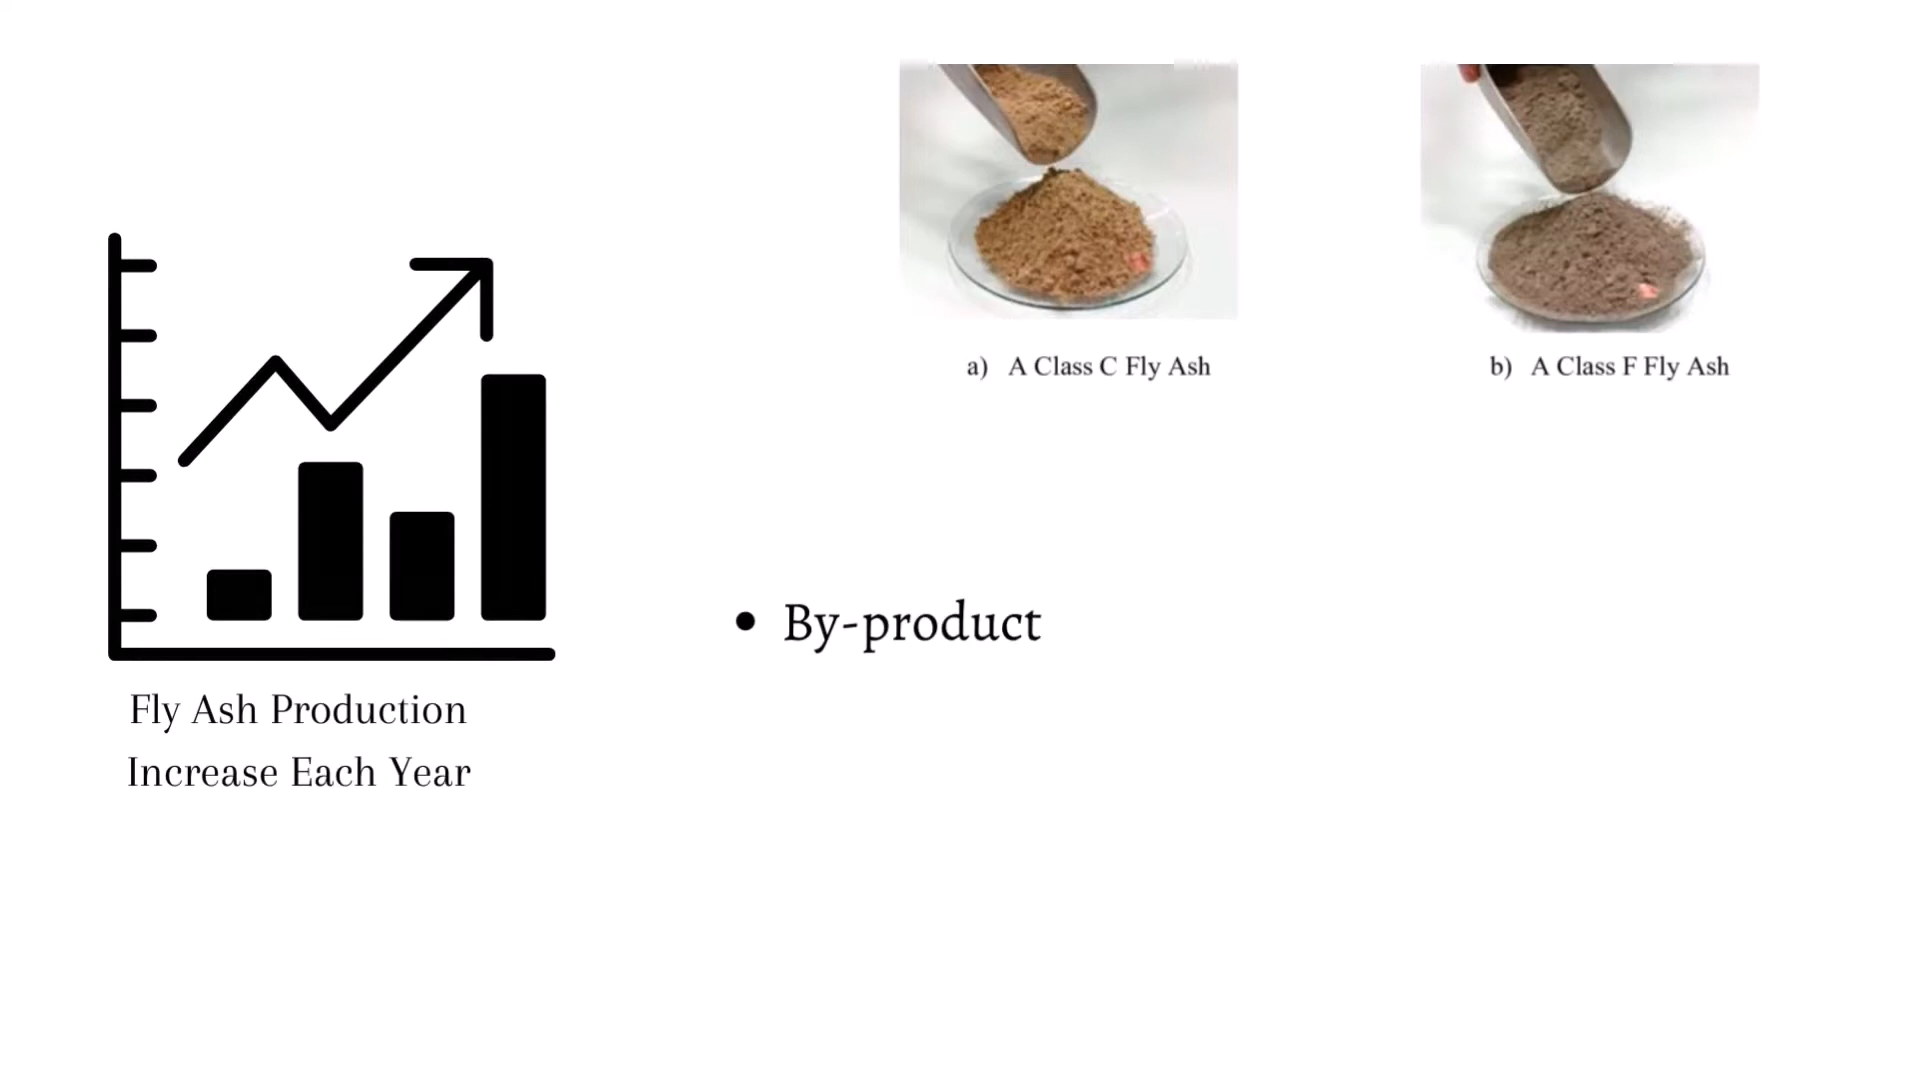 a) A Class C Fly Ash
b) A Class F Fly Ash
By-product
Fly Ash Production
Increase Each Year